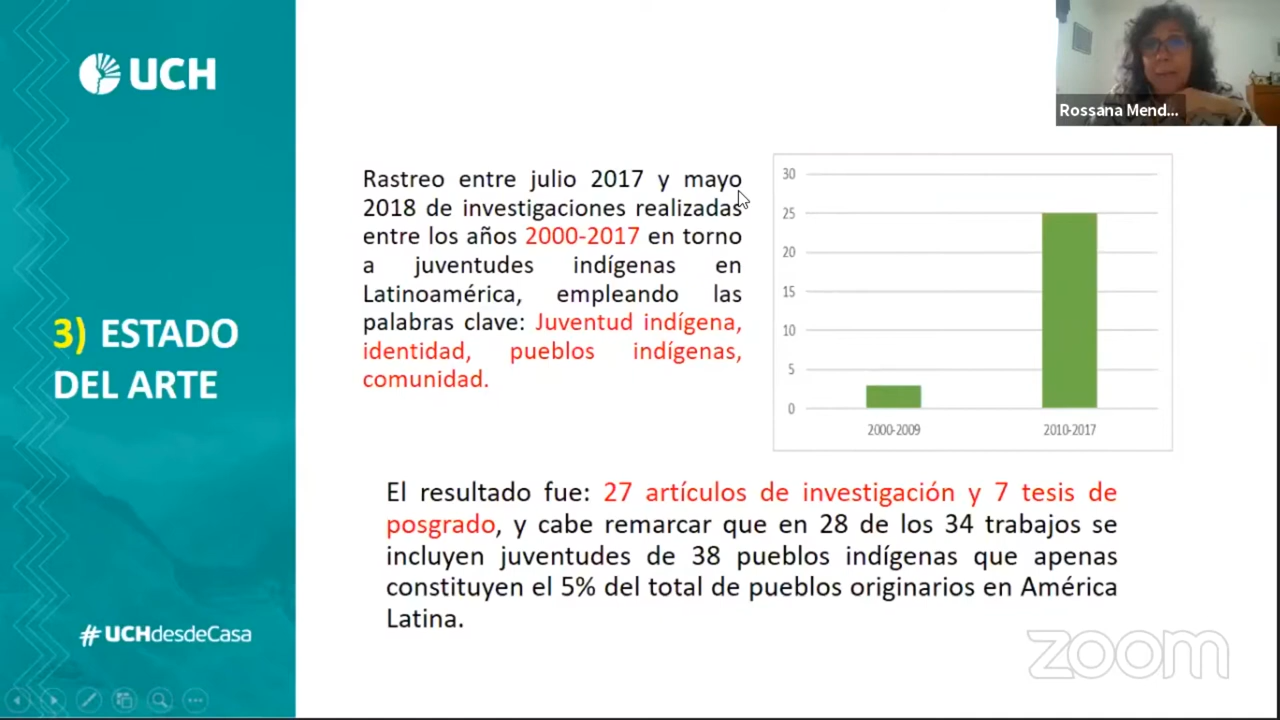 UCH
Rossana Mend...
3) ESTADO
DEL ARTE
#UCHdesdeCasa
Rastreo entre julio 2017 y mayo
2018 de investigaciones realizadas
entre los años 2000-2017 en torno
a juventudes indígenas en
Latinoamérica, empleando las
palabras clave: Juventud indígena,
identidad, pueblos indígenas,
comunidad.
30
25
20
15
10
5
0
2000-2009
2010-2017
El resultado fue: 27 artículos de investigación y 7 tesis de
posgrado, y cabe remarcar que en 28 de los 34 trabajos se
incluyen juventudes de 38 pueblos indígenas que apenas
constituyen el 5% del total de pueblos originarios en América
Latina.
zoom